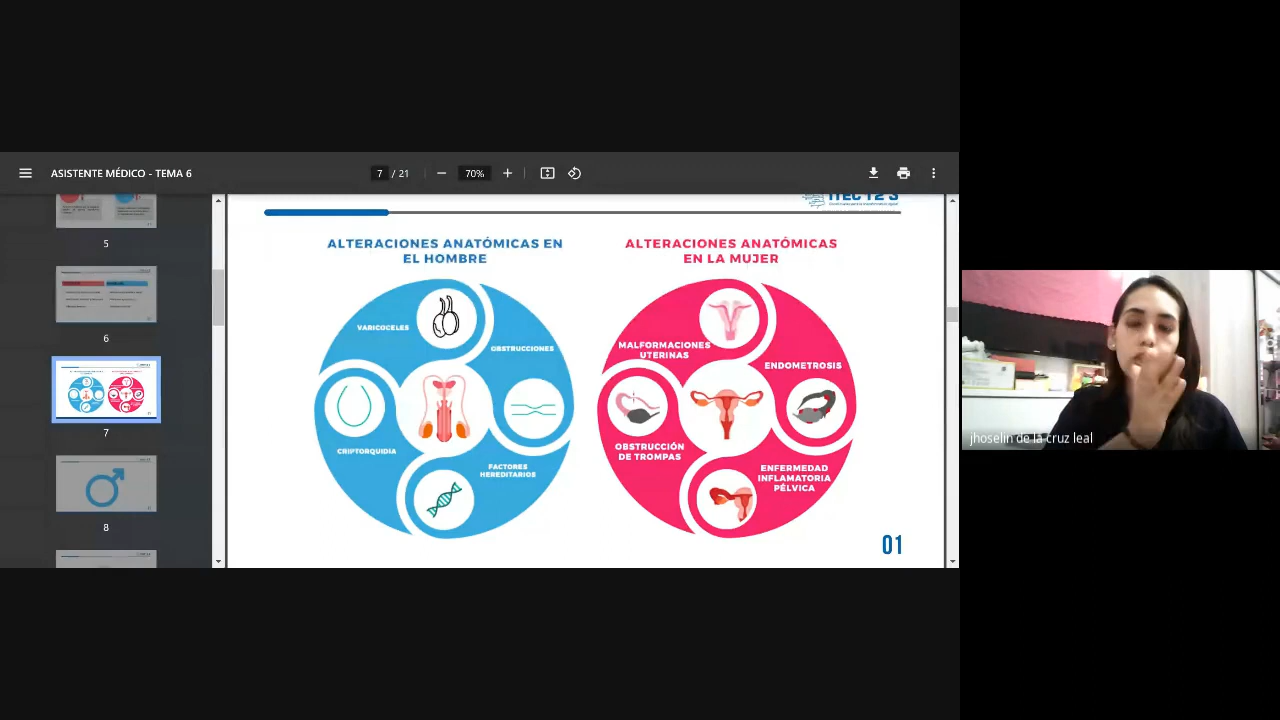 ASISTENTE MÉDICO - TEMA 6
7 / 21
70%
5
6
7
8
ALTERACIONES ANATÓMICAS EN
EL HOMBRE
VARICOCELES
OBSTRUCCIONES
CRIPTORQUIDIA
FACTORES
HEREDITARIOS
ALTERACIONES ANATÓMICAS
EN LA MUJER
MALFORMACIONES
UTERINAS
ENDOMETROSIS
OBSTRUCCIÓN
DE TROMPAS
ENFERMEDAD
INFLAMATORIA
PÉLVICA
01
jhoselin de la cruz leal